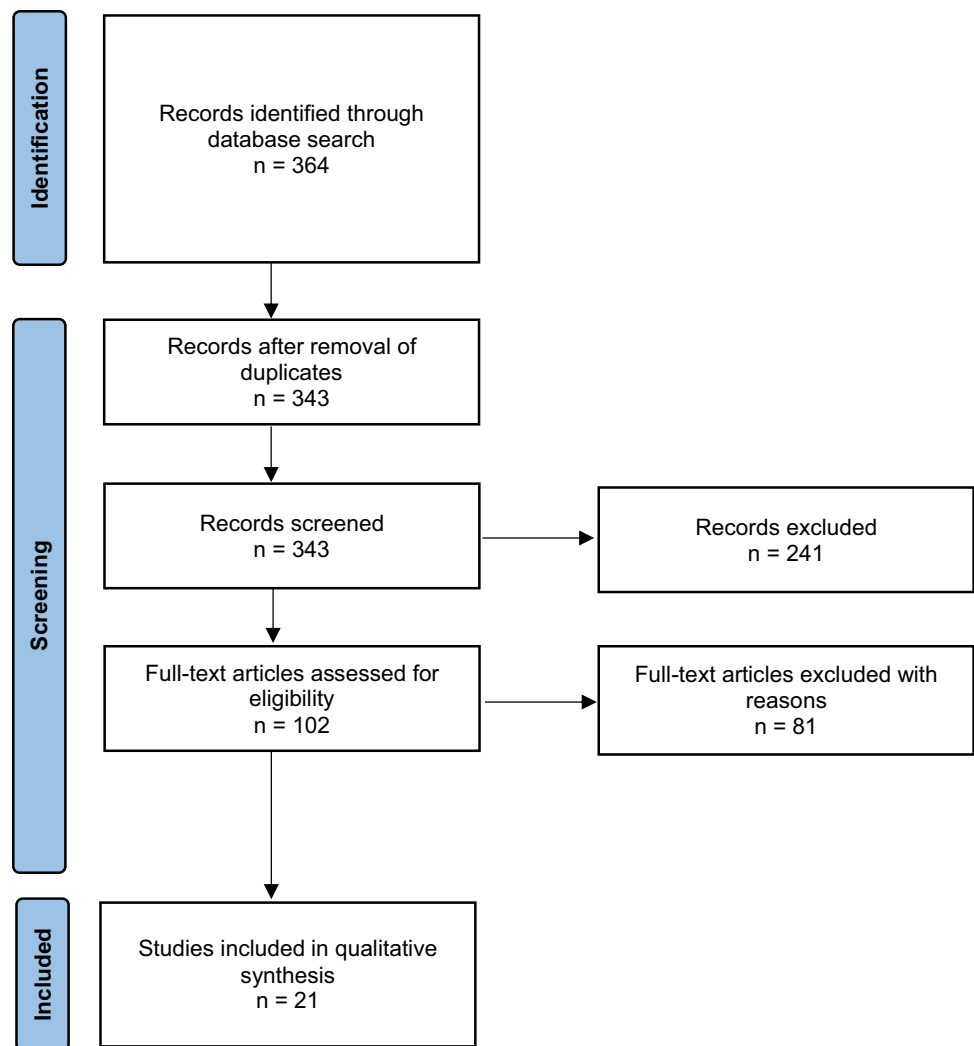 Identification
Records identified through
database search
n = 364
Screening
Records after removal of
duplicates
n = 343
Records screened
n = 343
Records excluded
n = 241
Full-text articles assessed for
eligibility
n = 102
Full-text articles excluded with
reasons
n = 81
Included
Studies included in qualitative
synthesis
n = 21